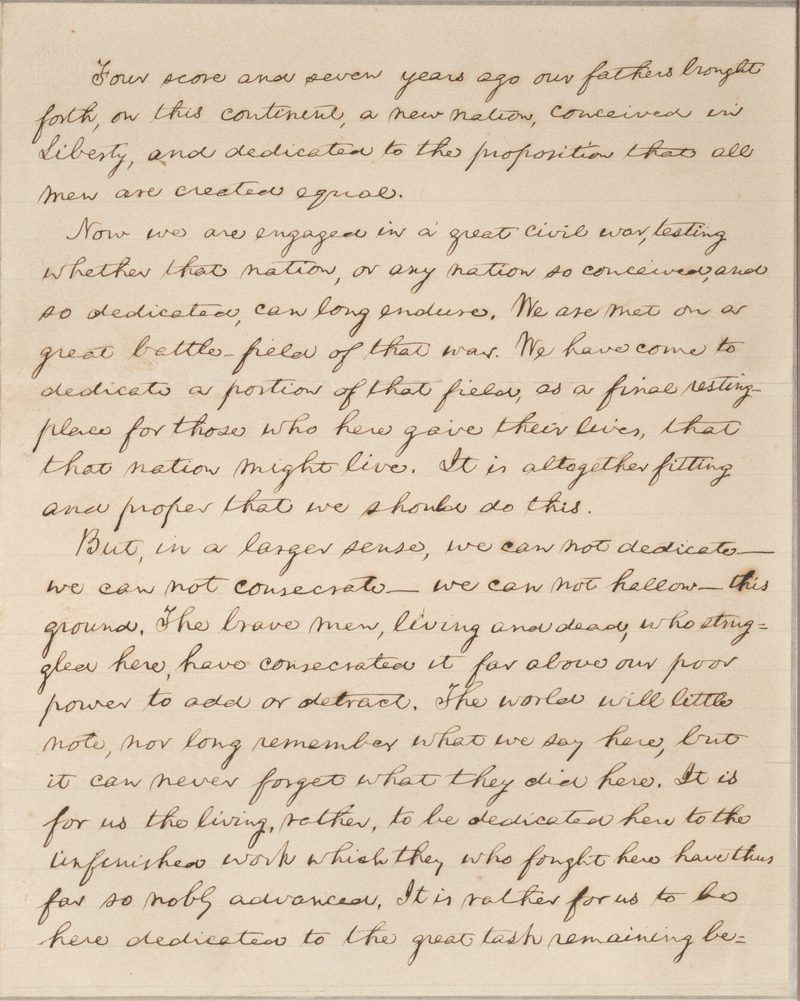 Four score and seven years ago our fathers brought
forth, on this continent, a new nation, conceived in
Liberty, and dedicated to the proposition that all
men are created equal.
Now we are engaged in a great civil war, testing
whether that nation, or any nation so conceived, and
so dedicated, can long endure. We are met on a
great battle-field of that war. We have come to
dedicate a portion of that field, as a final resting-
place for those who here gave their lives, that
that nation might live. It is altogether fitting
and proper that we should do this.
But, in a larger sense, we can not dedicate—
we can not consecrate— we can not hallow— this
ground. The brave men, living and dead, who strug=
gled here, have consecrated it far above our poor
power to add or detract. The world will little
note, nor long remember what we say here, but
it can never forget what they did here. It is
for us the living, rather, to be dedicated here to the
unfinished work which they who fought here have thus
far so nobly advanced. It is rather for us to be
here dedicated to the great task remaining be=